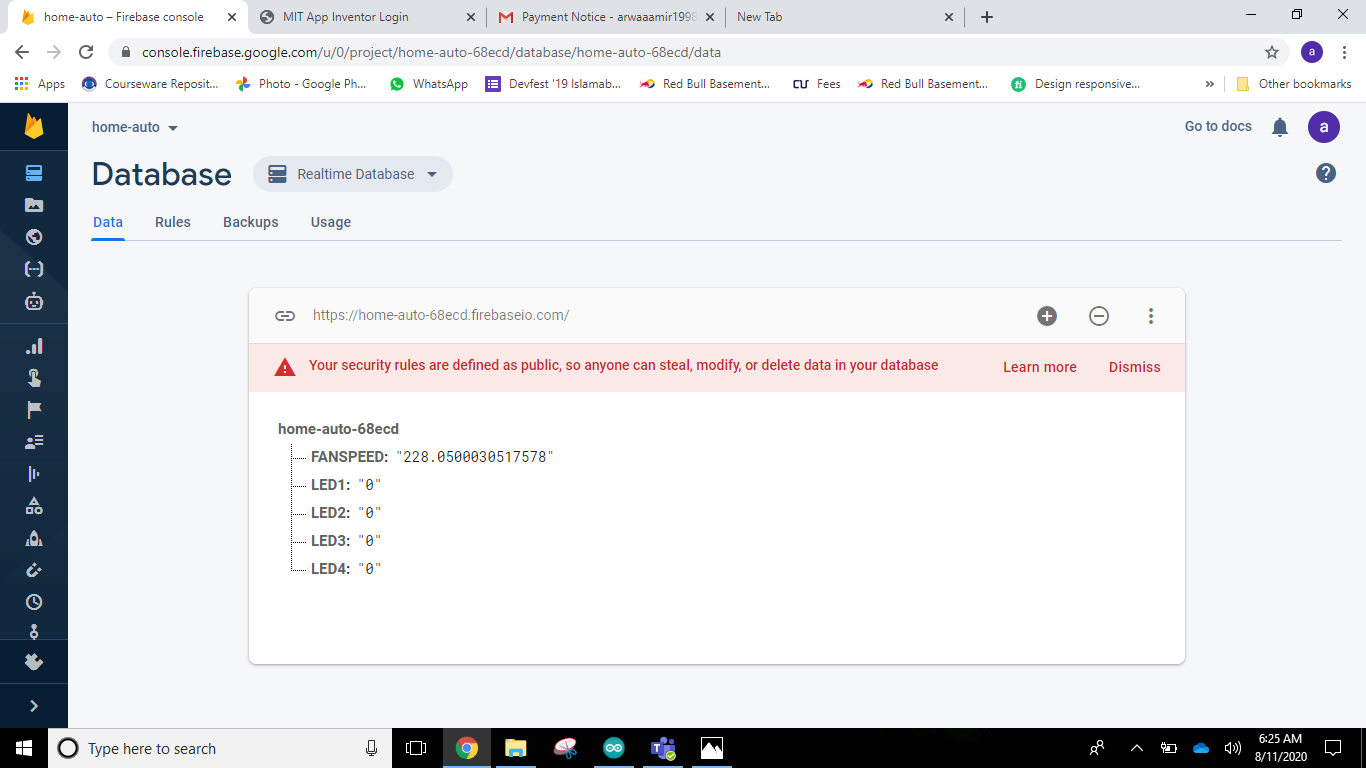 home-auto – Firebase console
MIT App Inventor Login
Payment Notice - arwaaamir1998
New Tab
console.firebase.google.com/u/0/project/home-auto-68ecd/database/home-auto-68ecd/data
a
Apps
Courseware Reposit...
Photo - Google Ph...
WhatsApp
Devfest '19 Islamab...
Red Bull Basement...
CU Fees
Red Bull Basement...
fi Design responsive...
»
Other bookmarks
home-auto
Go to docs
a
Database
Realtime Database
?
Data
Rules
Backups
Usage
https://home-auto-68ecd.firebaseio.com/
Your security rules are defined as public, so anyone can steal, modify, or delete data in your database
Learn more
Dismiss
home-auto-68ecd
FANSPEED: "228.0500030517578"
LED1: "0"
LED2: "0"
LED3: "0"
LED4: "0"
Type here to search
6:25 AM
8/11/2020